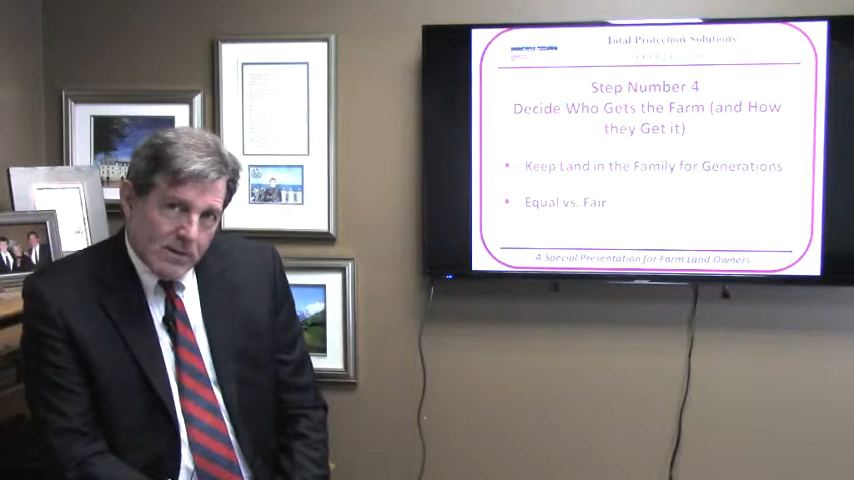 Total Protection Solutions
Step Number 4
Decide Who Gets the Farm (and How
they Get it)
Keep Land in the Family for Generations
Equal vs. Fair
A Special Presentation for Farm Land Owners